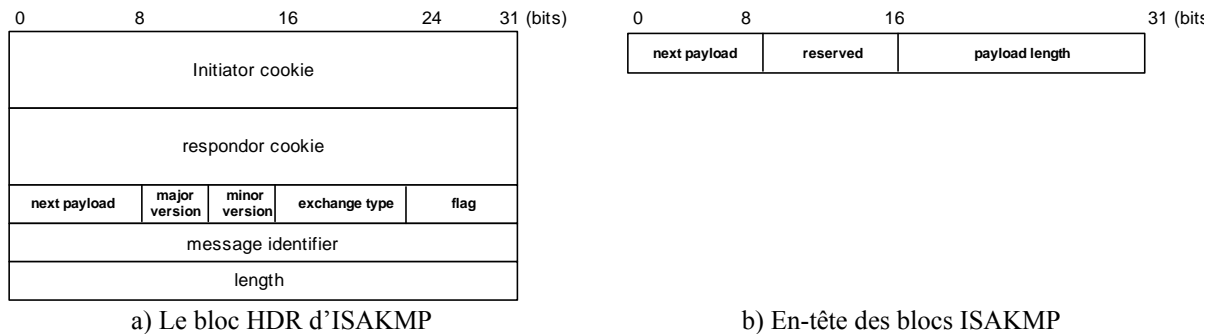 0 8 16 24 31 (bits)
Initiator cookie
respondor cookie
next payload major version minor version exchange type flag
message identifier
length
a) Le bloc HDR d'ISAKMP
0 8 16 31 (bits
next payload reserved payload length
b) En-tête des blocs ISAKMP